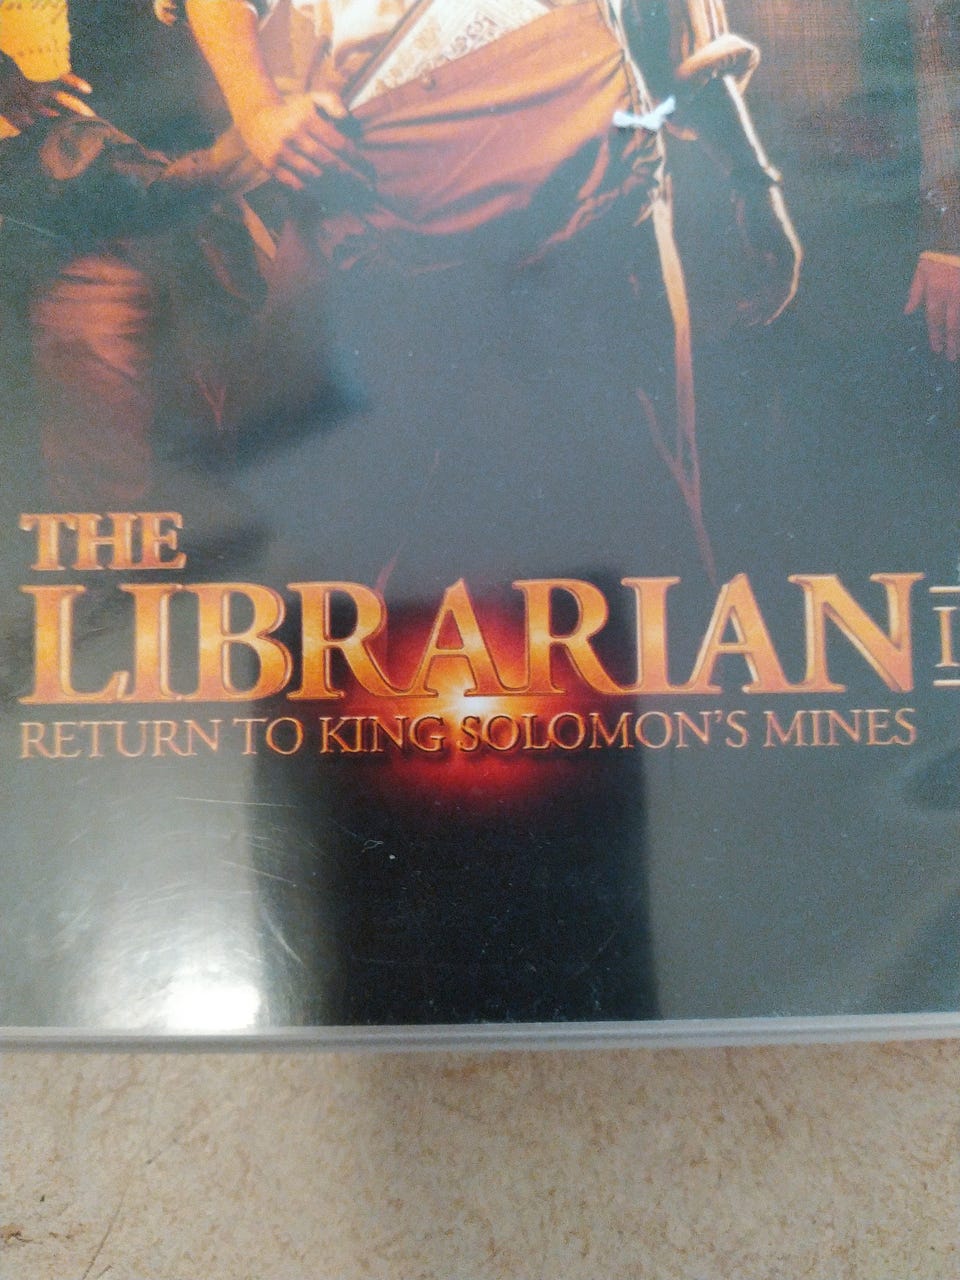 THE
LIBRARIAN
RETURN TO KING SOLOMON'S MINES